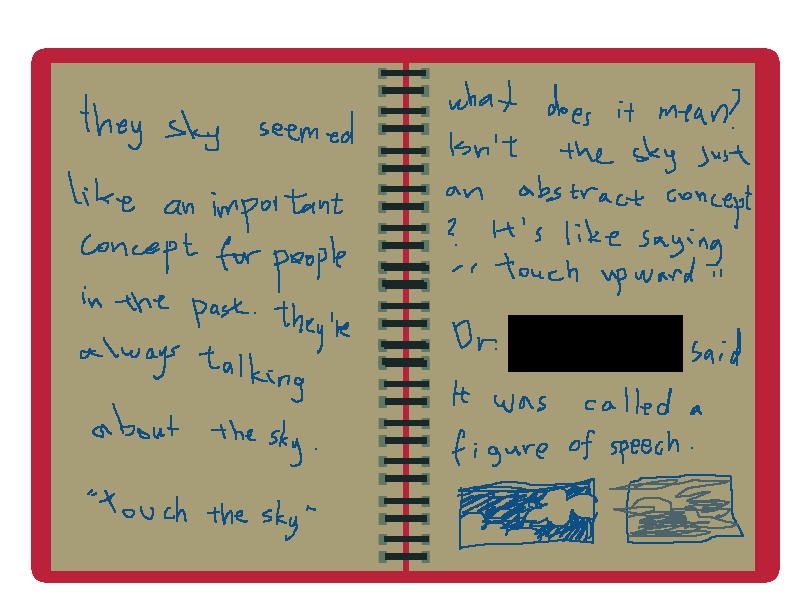 they sky seemed
like an important
concept for people
in the past. they're
always talking
about the sky.
"Touch the sky"
what does it mean?
Isn't the sky just
an abstract concept
? It's like saying
"touch upward"
Dr. said
It was called a
figure of speech.